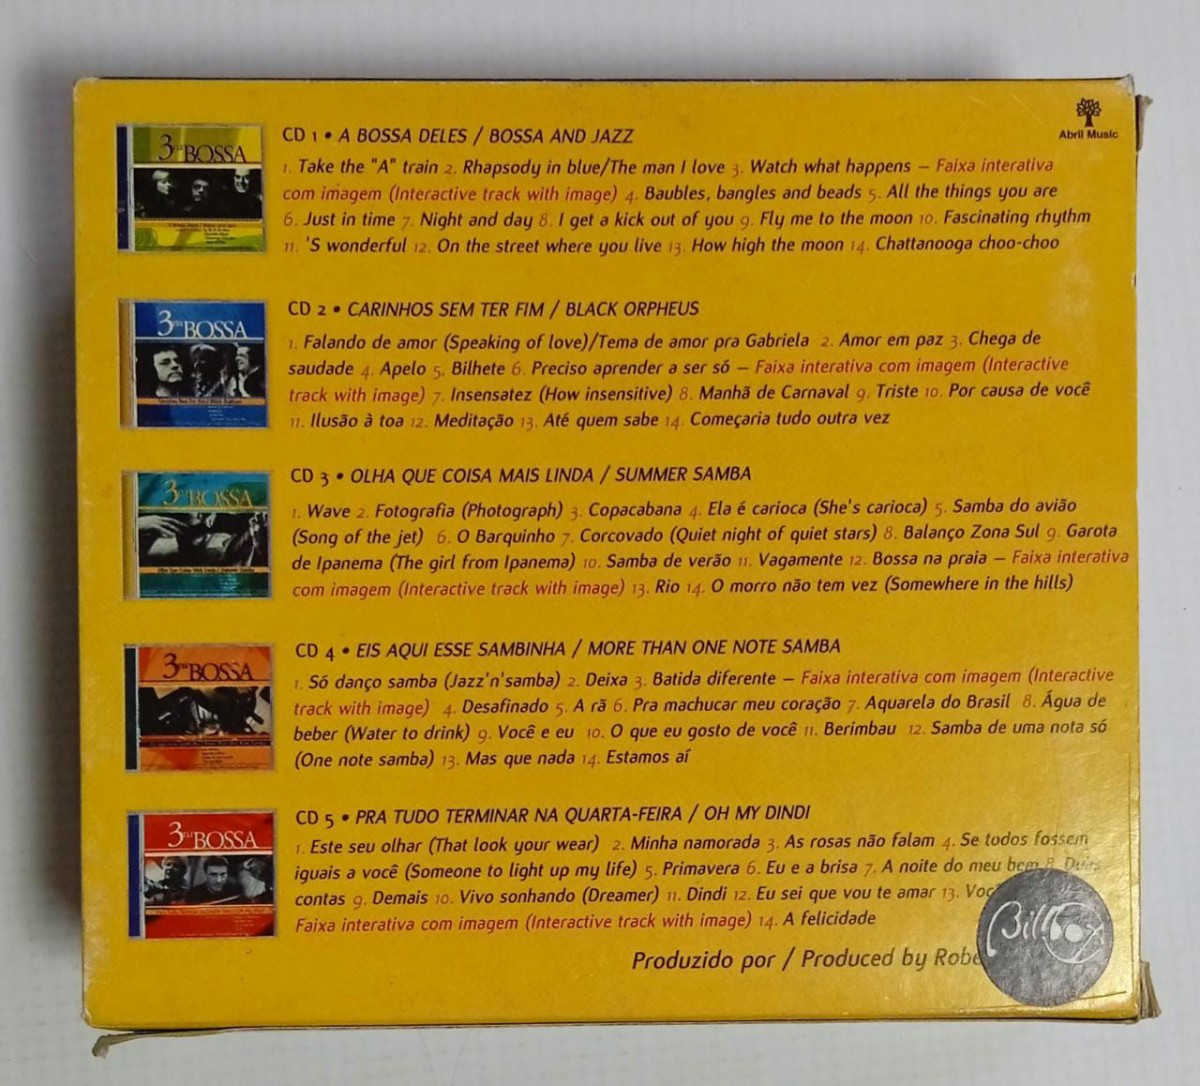 Abril Music
3 na BOSSA
CD 1 • A BOSSA DELES / BOSSA AND JAZZ
1. Take the "A" train 2. Rhapsody in blue/The man I love 3. Watch what happens – Faixa interativa
com imagem (Interactive track with image) 4. Baubles, bangles and beads 5. All the things you are
6. Just in time 7. Night and day 8. I get a kick out of you 9. Fly me to the moon 10. Fascinating rhythm
11. 'S wonderful 12. On the street where you live 13. How high the moon 14. Chattanooga choo-choo
3 na BOSSA
CD 2 • CARINHOS SEM TER FIM / BLACK ORPHEUS
1. Falando de amor (Speaking of love)/Tema de amor pra Gabriela 2. Amor em paz 3. Chega de
saudade 4. Apelo 5. Bilhete 6. Preciso aprender a ser só – Faixa interativa com imagem (Interactive
track with image) 7. Insensatez (How insensitive) 8. Manhã de Carnaval 9. Triste 10. Por causa de você
11. Ilusão à toa 12. Meditação 13. Até quem sabe 14. Começaria tudo outra vez
3 na BOSSA
CD 3 • OLHA QUE COISA MAIS LINDA / SUMMER SAMBA
1. Wave 2. Fotografia (Photograph) 3. Copacabana 4. Ela é carioca (She's carioca) 5. Samba do avião
(Song of the jet) 6. O Barquinho 7. Corcovado (Quiet night of quiet stars) 8. Balanço Zona Sul 9. Garota
de Ipanema (The girl from Ipanema) 10. Samba de verão 11. Vagamente 12. Bossa na praia – Faixa interativa
com imagem (Interactive track with image) 13. Rio 14. O morro não tem vez (Somewhere in the hills)
3 na BOSSA
CD 4 • EIS AQUI ESSE SAMBINHA / MORE THAN ONE NOTE SAMBA
1. Só danço samba (Jazz'n'samba) 2. Deixa 3. Batida diferente – Faixa interativa com imagem (Interactive
track with image) 4. Desafinado 5. A rã 6. Pra machucar meu coração 7. Aquarela do Brasil 8. Água de
beber (Water to drink) 9. Você e eu 10. O que eu gosto de você 11. Berimbau 12. Samba de uma nota só
(One note samba) 13. Mas que nada 14. Estamos aí
3 na BOSSA
CD 5 • PRA TUDO TERMINAR NA QUARTA-FEIRA / OH MY DINDI
1. Este seu olhar (That look your wear) 2. Minha namorada 3. As rosas não falam 4. Se todos fossem
iguais a você (Someone to light up my life) 5. Primavera 6. Eu e a brisa 7. A noite do meu bem 8. Duas
contas 9. Demais 10. Vivo sonhando (Dreamer) 11. Dindi 12. Eu sei que vou te amar 13.
Faixa interativa com imagem (Interactive track with image) 14. A felicidade
Produzido por / Produced by
Billbox